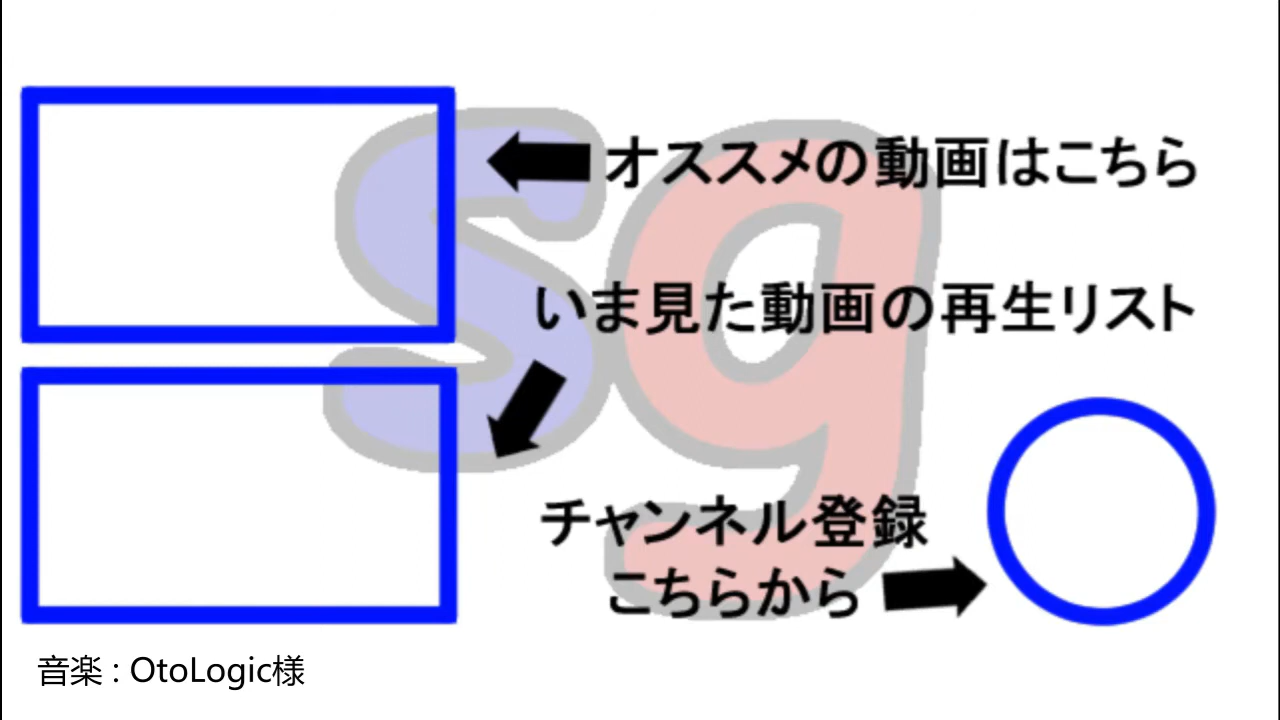 オススメの動画はこちら
いま見た動画の再生リスト
チャンネル登録
こちらから
音楽 : OtoLogic様
sg